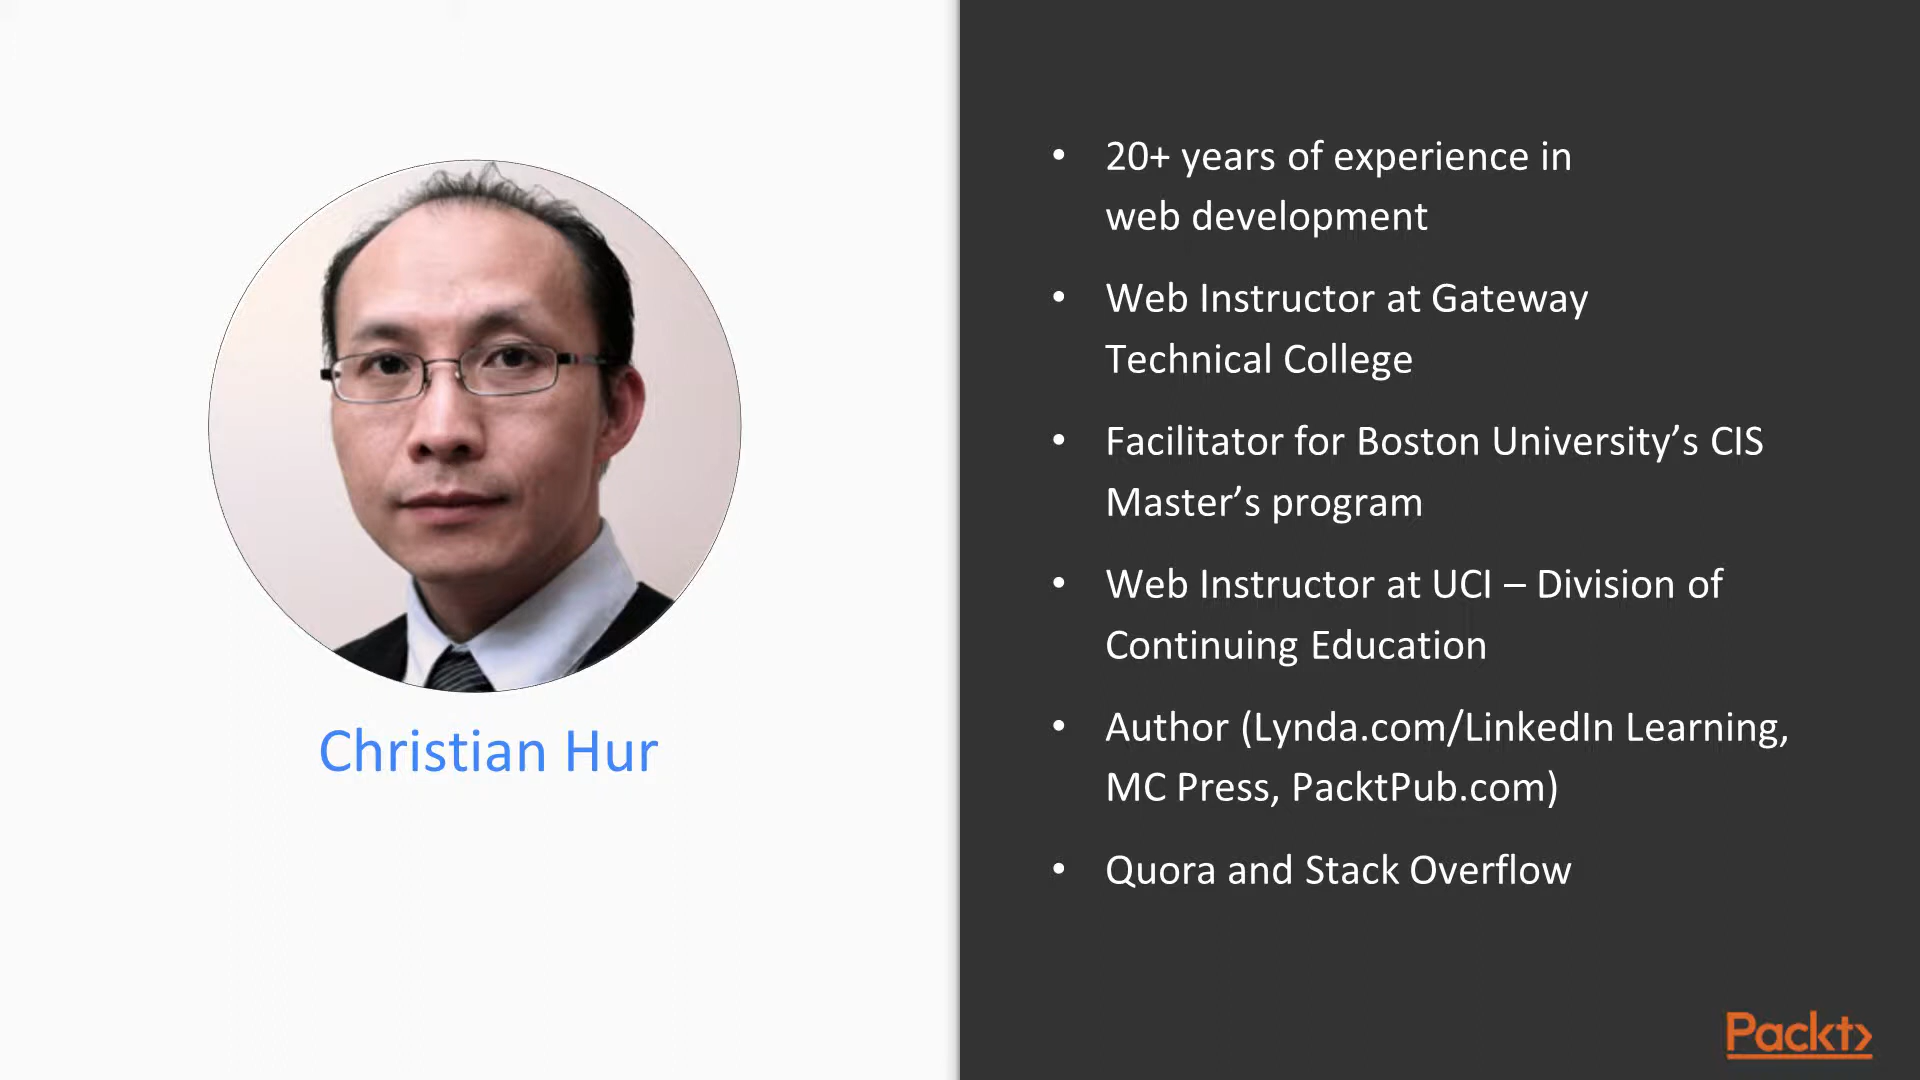 Christian Hur
• 20+ years of experience in
web development
• Web Instructor at Gateway
Technical College
• Facilitator for Boston University’s CIS
Master’s program
• Web Instructor at UCI – Division of
Continuing Education
• Author (Lynda.com/LinkedIn Learning,
MC Press, PacktPub.com)
• Quora and Stack Overflow
Packt>